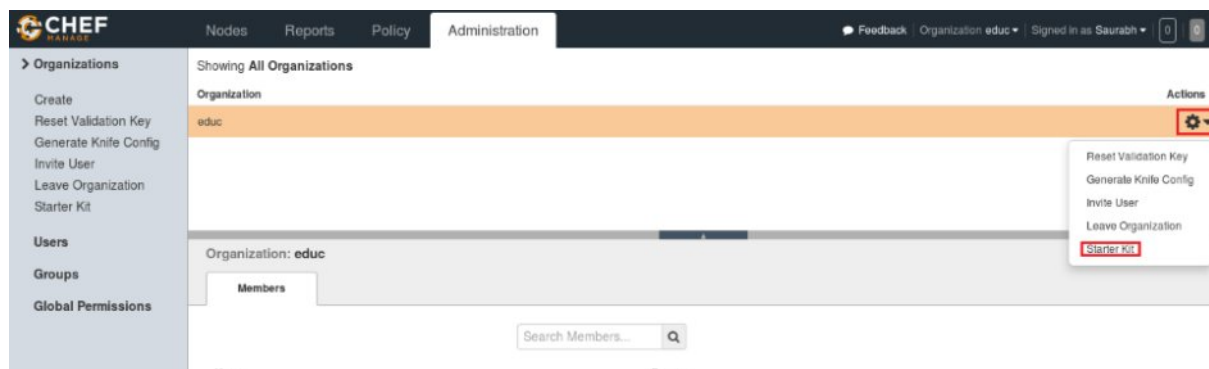 CHEF
MANAGE
Nodes Reports Policy Administration
Feedback Organization educ Signed in as Saurabh 0 0
Organizations
Create
Reset Validation Key
Generate Knife Config
Invite User
Leave Organization
Starter Kit
Users
Groups
Global Permissions
Showing All Organizations
Organization Actions
educ
Reset Validation Key
Generate Knife Config
Invite User
Leave Organization
Starter Kit
Organization: educ
Members
Search Members...